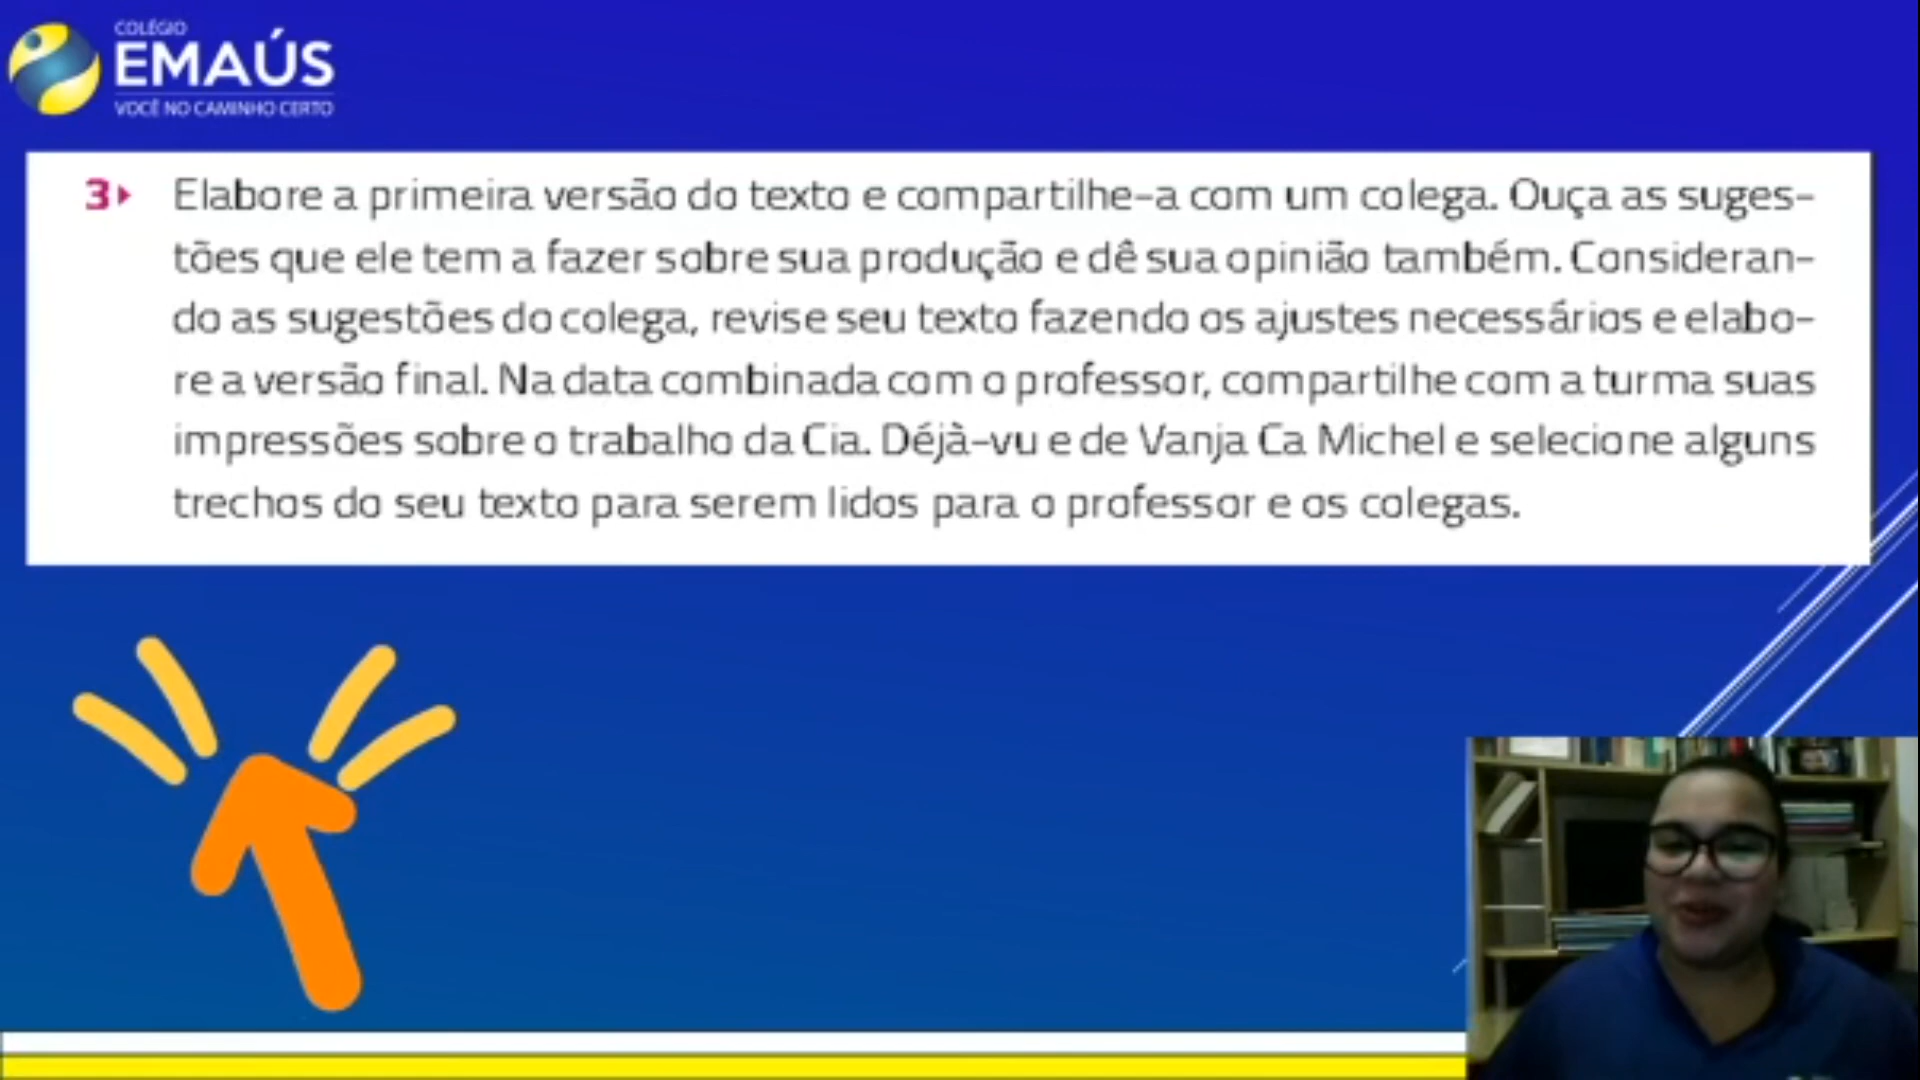 COLÉGIO
EMAÚS
VOCÊ NO CAMINHO CERTO
3 Elabore a primeira versão do texto e compartilhe-a com um colega. Ouça as suges-
tões que ele tem a fazer sobre sua produção e dê sua opinião também. Consideran-
do as sugestões do colega, revise seu texto fazendo os ajustes necessários e elabo-
re a versão final. Na data combinada com o professor, compartilhe com a turma suas
impressões sobre o trabalho da Cia. Déjà-vu e de Vanja Ca Michel e selecione alguns
trechos do seu texto para serem lidos para o professor e os colegas.